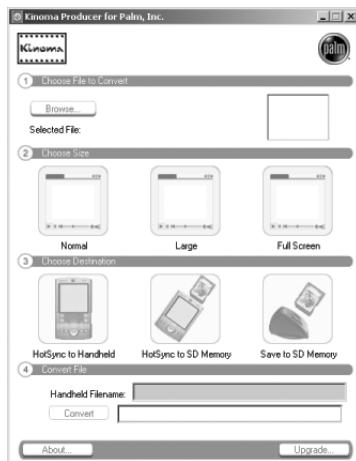 Kinoma Producer for Palm, Inc.
Kinoma
palm
1 Choose File to Convert
Browse...
Selected File:
2 Choose Size
Normal Large Full Screen
3 Choose Destination
HotSync to Handheld HotSync to SD Memory Save to SD Memory
4 Convert File
Handheld Filename:
Convert
About... Upgrade...